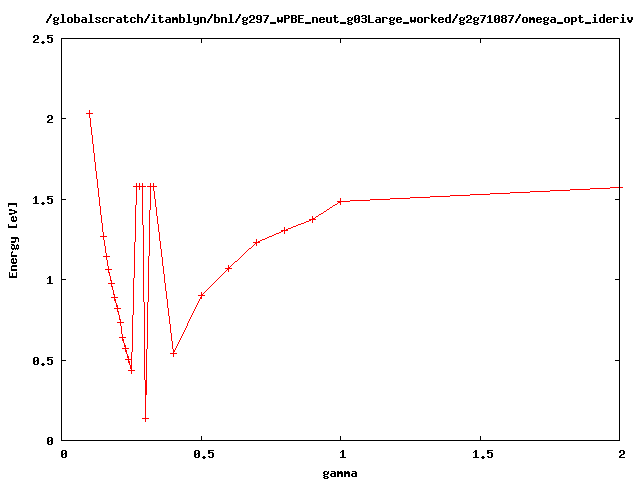 /globalscratch/itamblyn/bnl/g297_wPBE_neut_g03Large_worked/g2g71087/omega_opt_ideriv
2.5
2
1.5
1
0.5
0
Energy [eV]
0 0.5 1 1.5 2
gamma